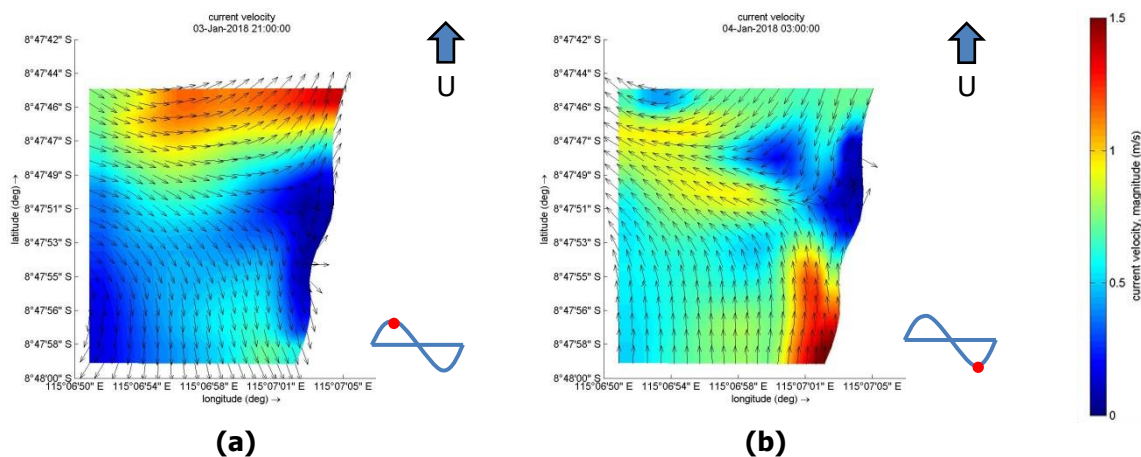 current velocity
03-Jan-2018 21:00:00
8°47'42" S
8°47'44" S
8°47'46" S
8°47'47" S
8°47'49" S
8°47'51" S
8°47'53" S
8°47'55" S
8°47'56" S
8°47'58" S
8°48'00" S
latitude (deg) →
115°06'50" E
115°06'54" E
115°06'58" E
115°07'01" E
115°07'05" E
longitude (deg) →
U
(a)
current velocity
04-Jan-2018 03:00:00
8°47'42" S
8°47'44" S
8°47'46" S
8°47'47" S
8°47'49" S
8°47'51" S
8°47'53" S
8°47'55" S
8°47'56" S
8°47'58" S
8°48'00" S
latitude (deg) →
115°06'50" E
115°06'54" E
115°06'58" E
115°07'01" E
115°07'05" E
longitude (deg) →
U
(b)
1.5
1
0.5
0
current velocity, magnitude (m/s)